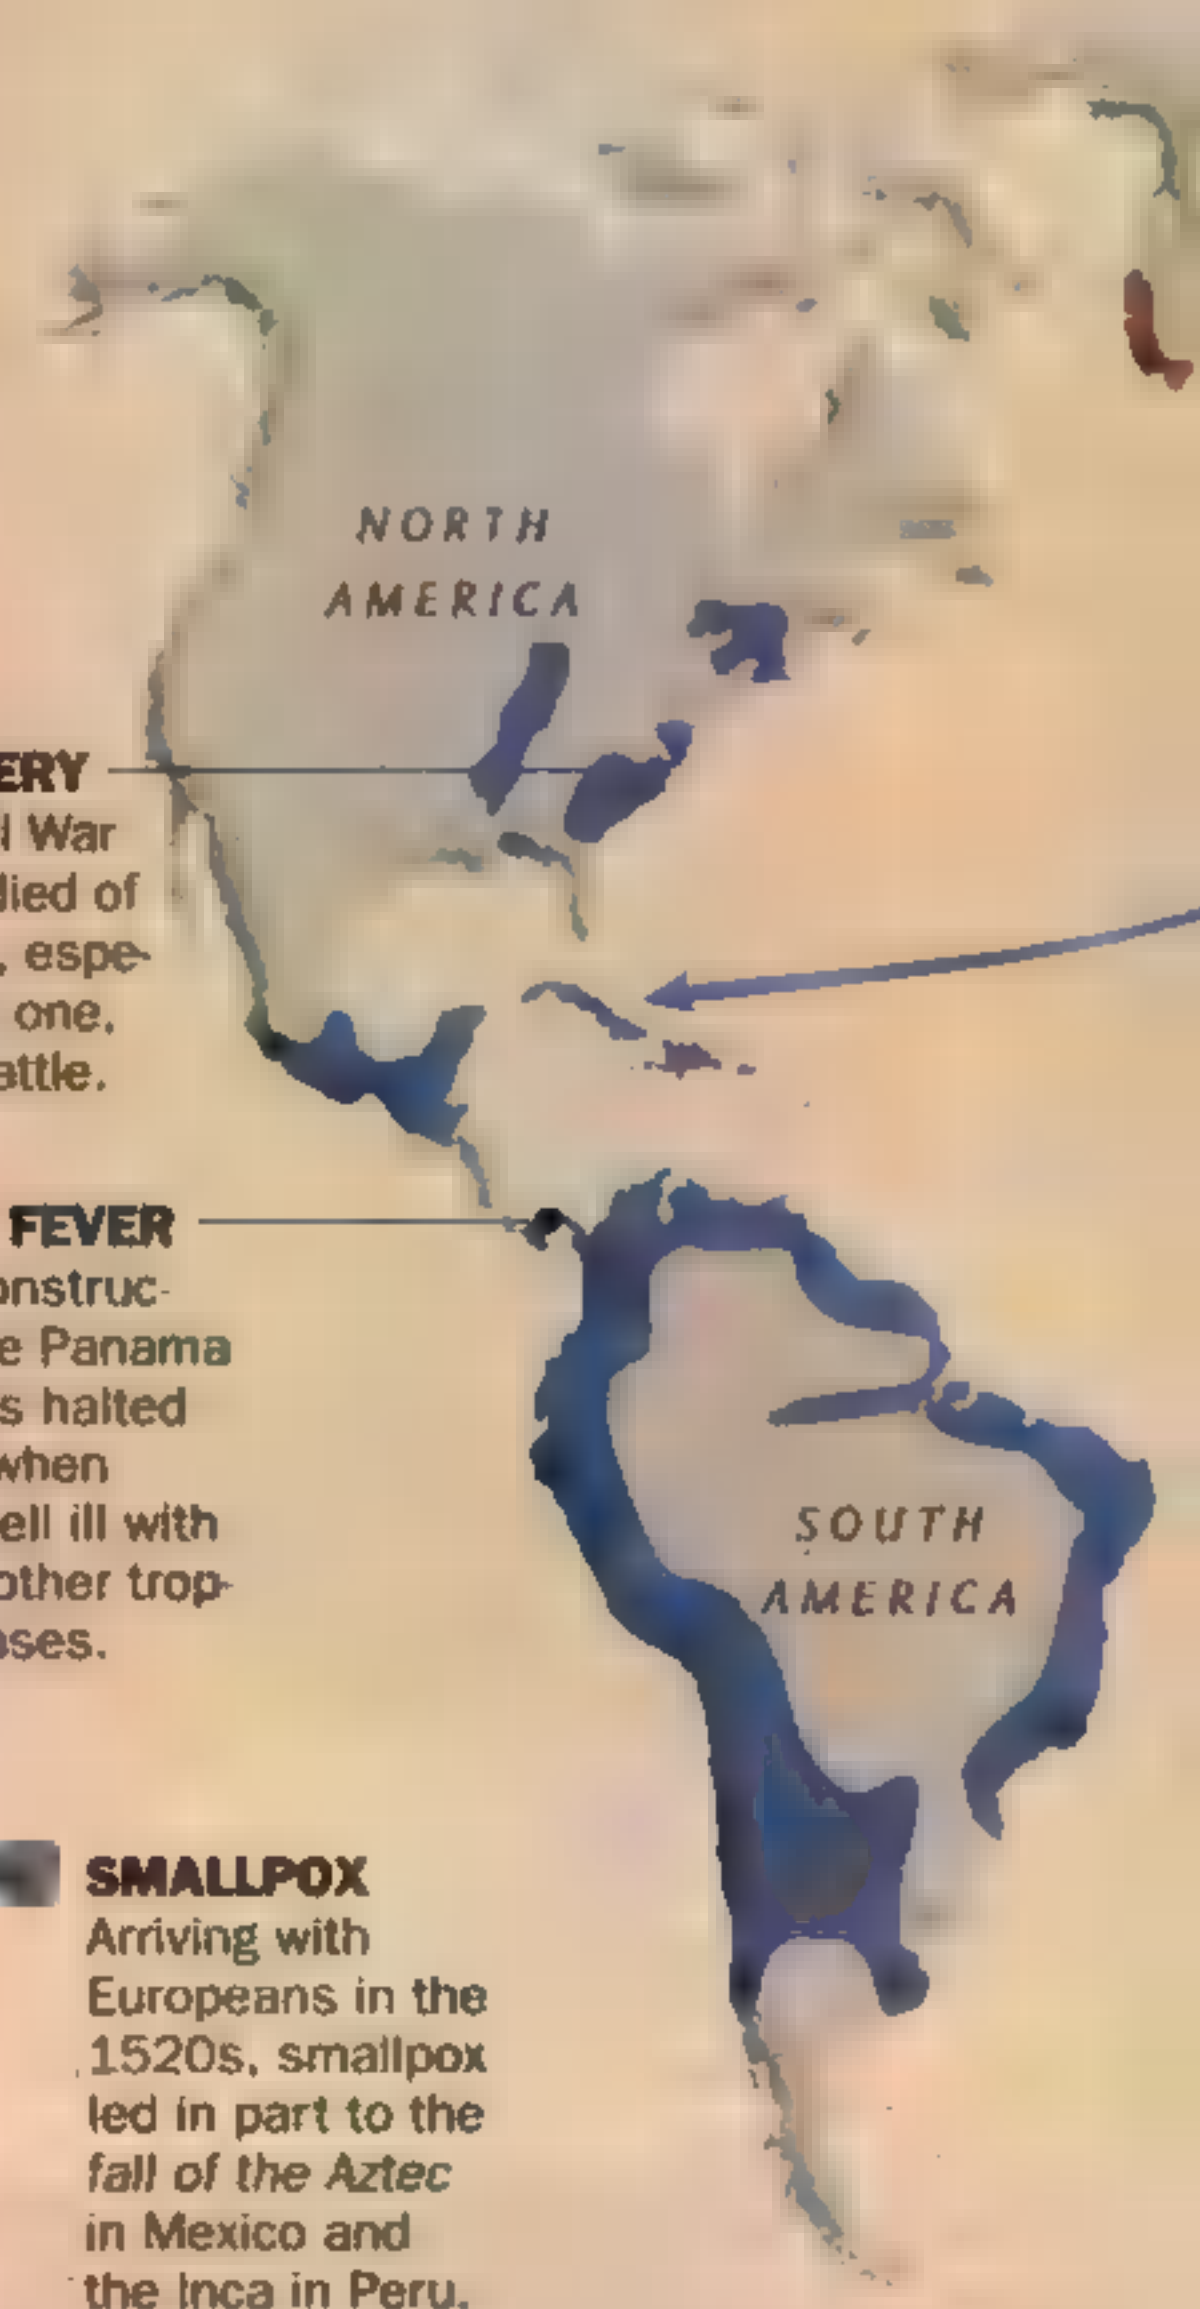 NORTH
AMERICA
ERY
l War
lied of
, espe-
one,
attle.
FEVER
onstruc-
e Panama
s halted
when
ell ill with
other trop-
ases.
SOUTH
AMERICA
SMALLPOX
Arriving with
Europeans in the
1520s, smallpox
led in part to the
fall of the Aztec
in Mexico and
the Inca in Peru.